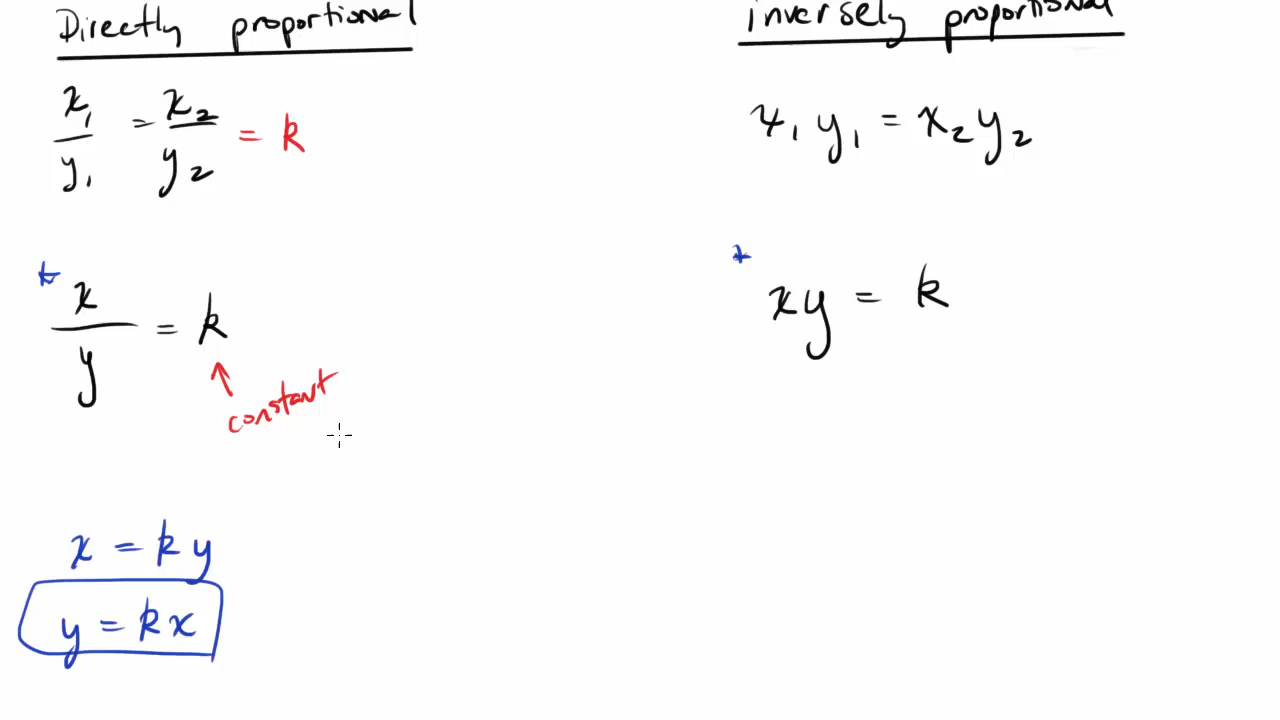 Directly proportional
x₁/y₁ = x₂/y₂ = k
* x/y = k
↑
constant
x = ky
y = kx
inversely proportional
x₁ y₁ = x₂ y₂
* xy = k